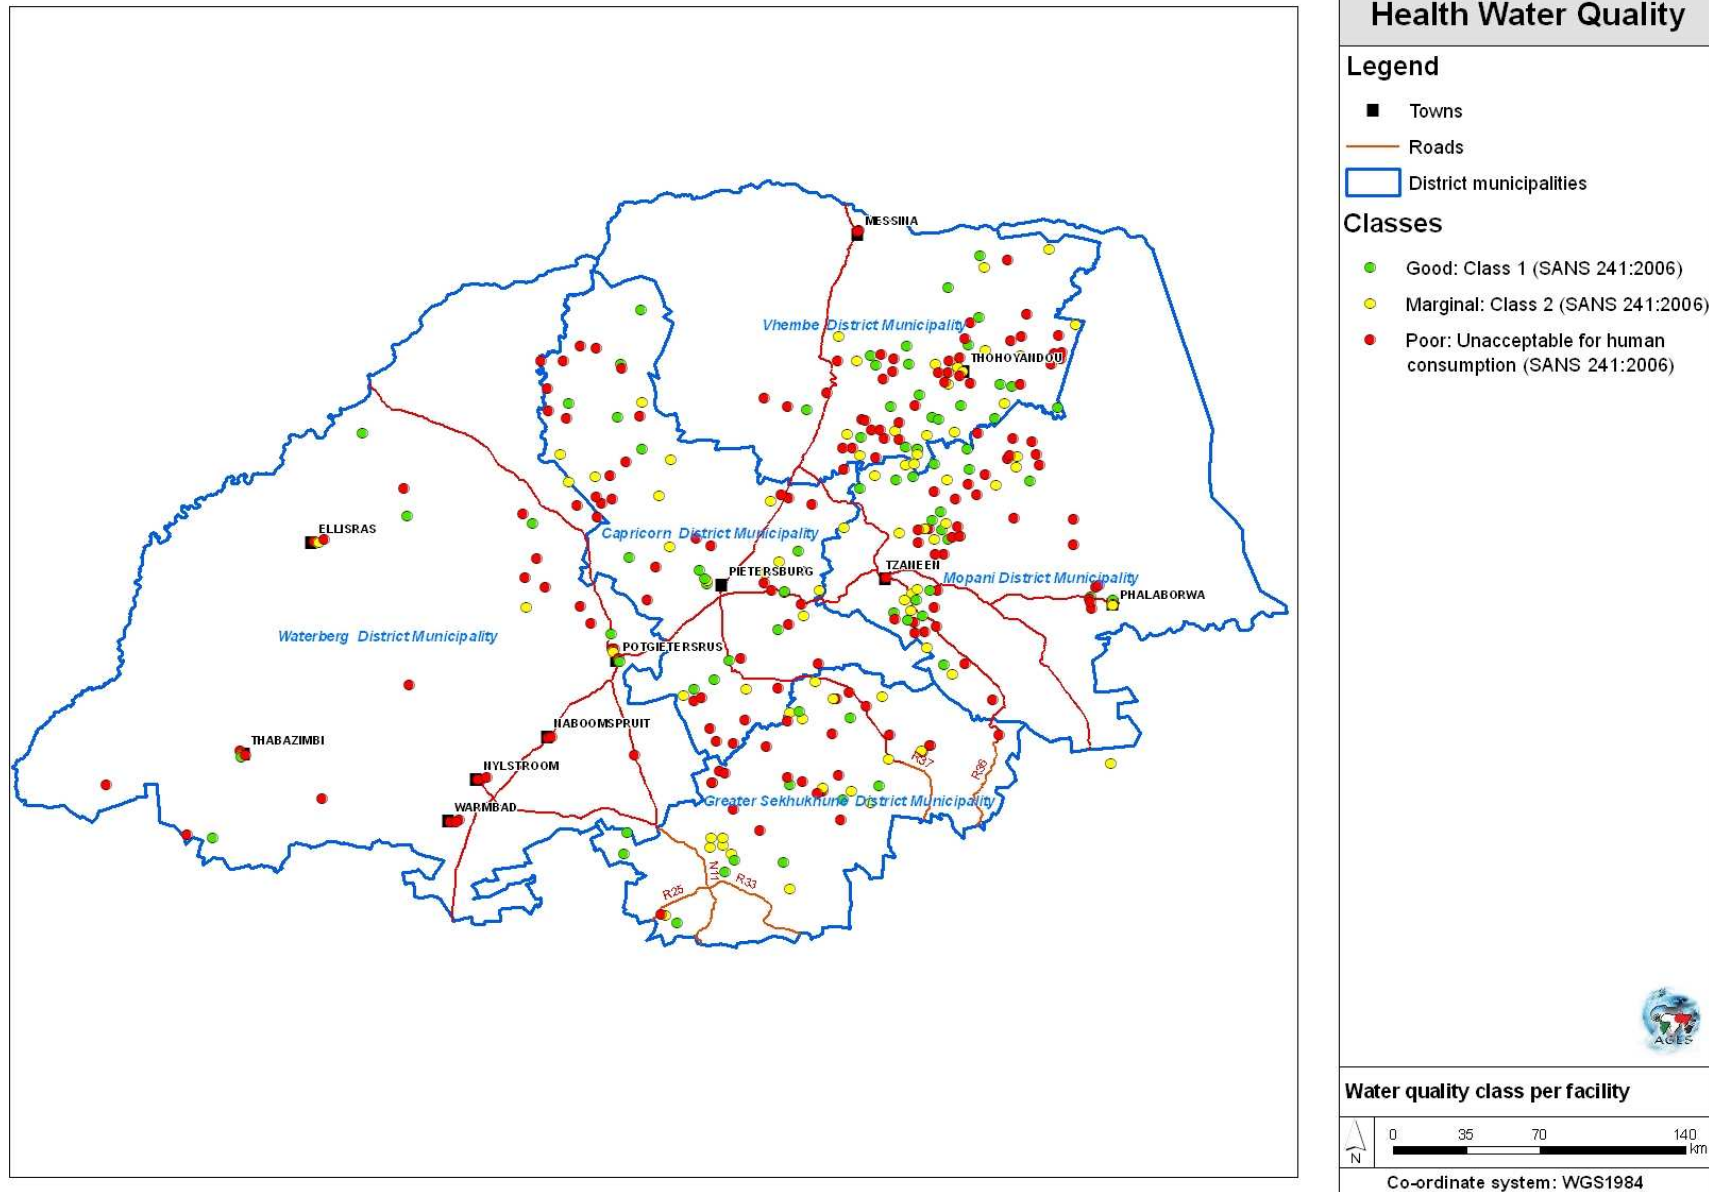 MESSINA
Vhembe District Municipality
THOHOYANDOU
ELLISRAS
Capricorn District Municipality
PIETERSBURG
TZANEEN
Mopani District Municipality
PHALABORWA
Waterberg District Municipality
POTGIETERSRUS
NABOOMSPRUIT
THABAZIMBI
NYLSTROOM
R37
R36
WARMBAD
Greater Sekhukhune District Municipality
N11
R33
R25
Health Water Quality
Legend
Towns
Roads
District municipalities
Classes
Good: Class 1 (SANS 241:2006)
Marginal: Class 2 (SANS 241:2006)
Poor: Unacceptable for human
consumption (SANS 241:2006)
AGES
Water quality class per facility
N
0 35 70 140
km
Co-ordinate system: WGS1984